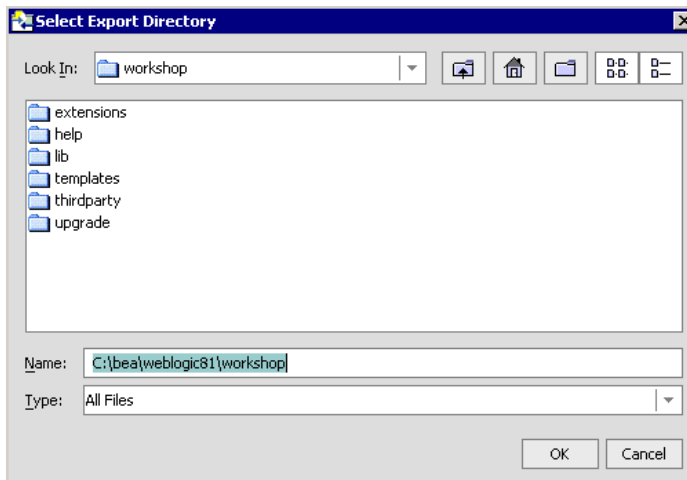 Select Export Directory
Look In: workshop
extensions
help
lib
templates
thirdparty
upgrade
Name: C:\bea\weblogic81\workshop
Type: All Files
OK Cancel